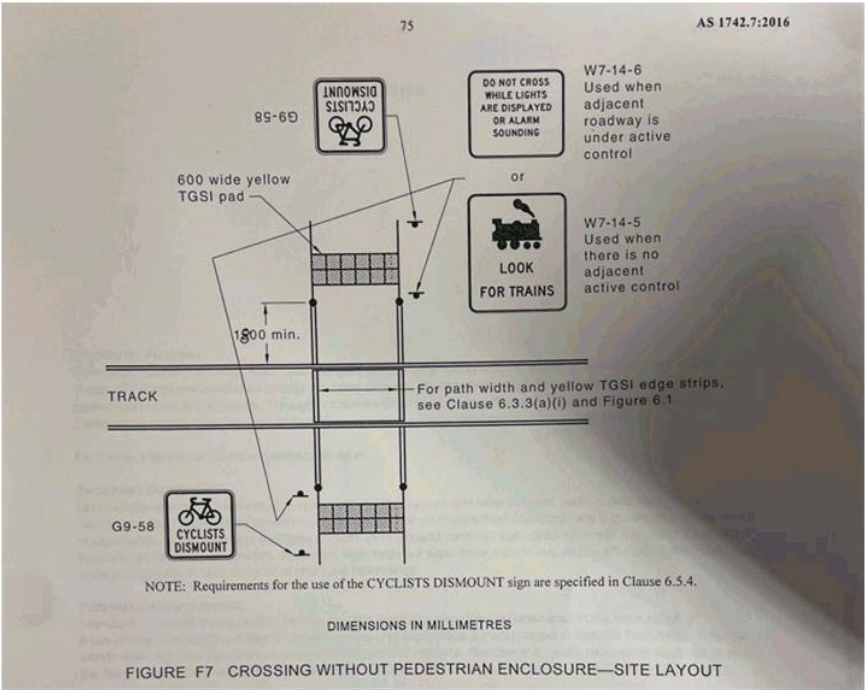 75
AS 1742.7:2016
CYCLISTS
DISMOUNT
G9-58
DO NOT CROSS
WHILE LIGHTS
ARE DISPLAYED
OR ALARM
SOUNDING
W7-14-6
Used when
adjacent
roadway is
under active
control
or
600 wide yellow
TGSI pad
LOOK
FOR TRAINS
W7-14-5
Used when
there is no
adjacent
active control
min.
TRACK
For path width and yellow TGSI edge strips,
see Clause 6.3.3(a)(i) and Figure 6.1
G9-58
CYCLISTS
DISMOUNT
NOTE: Requirements for the use of the CYCLISTS DISMOUNT sign are specified in Clause 6.5.4.
DIMENSIONS IN MILLIMETRES
FIGURE F7 CROSSING WITHOUT PEDESTRIAN ENCLOSURE—SITE LAYOUT